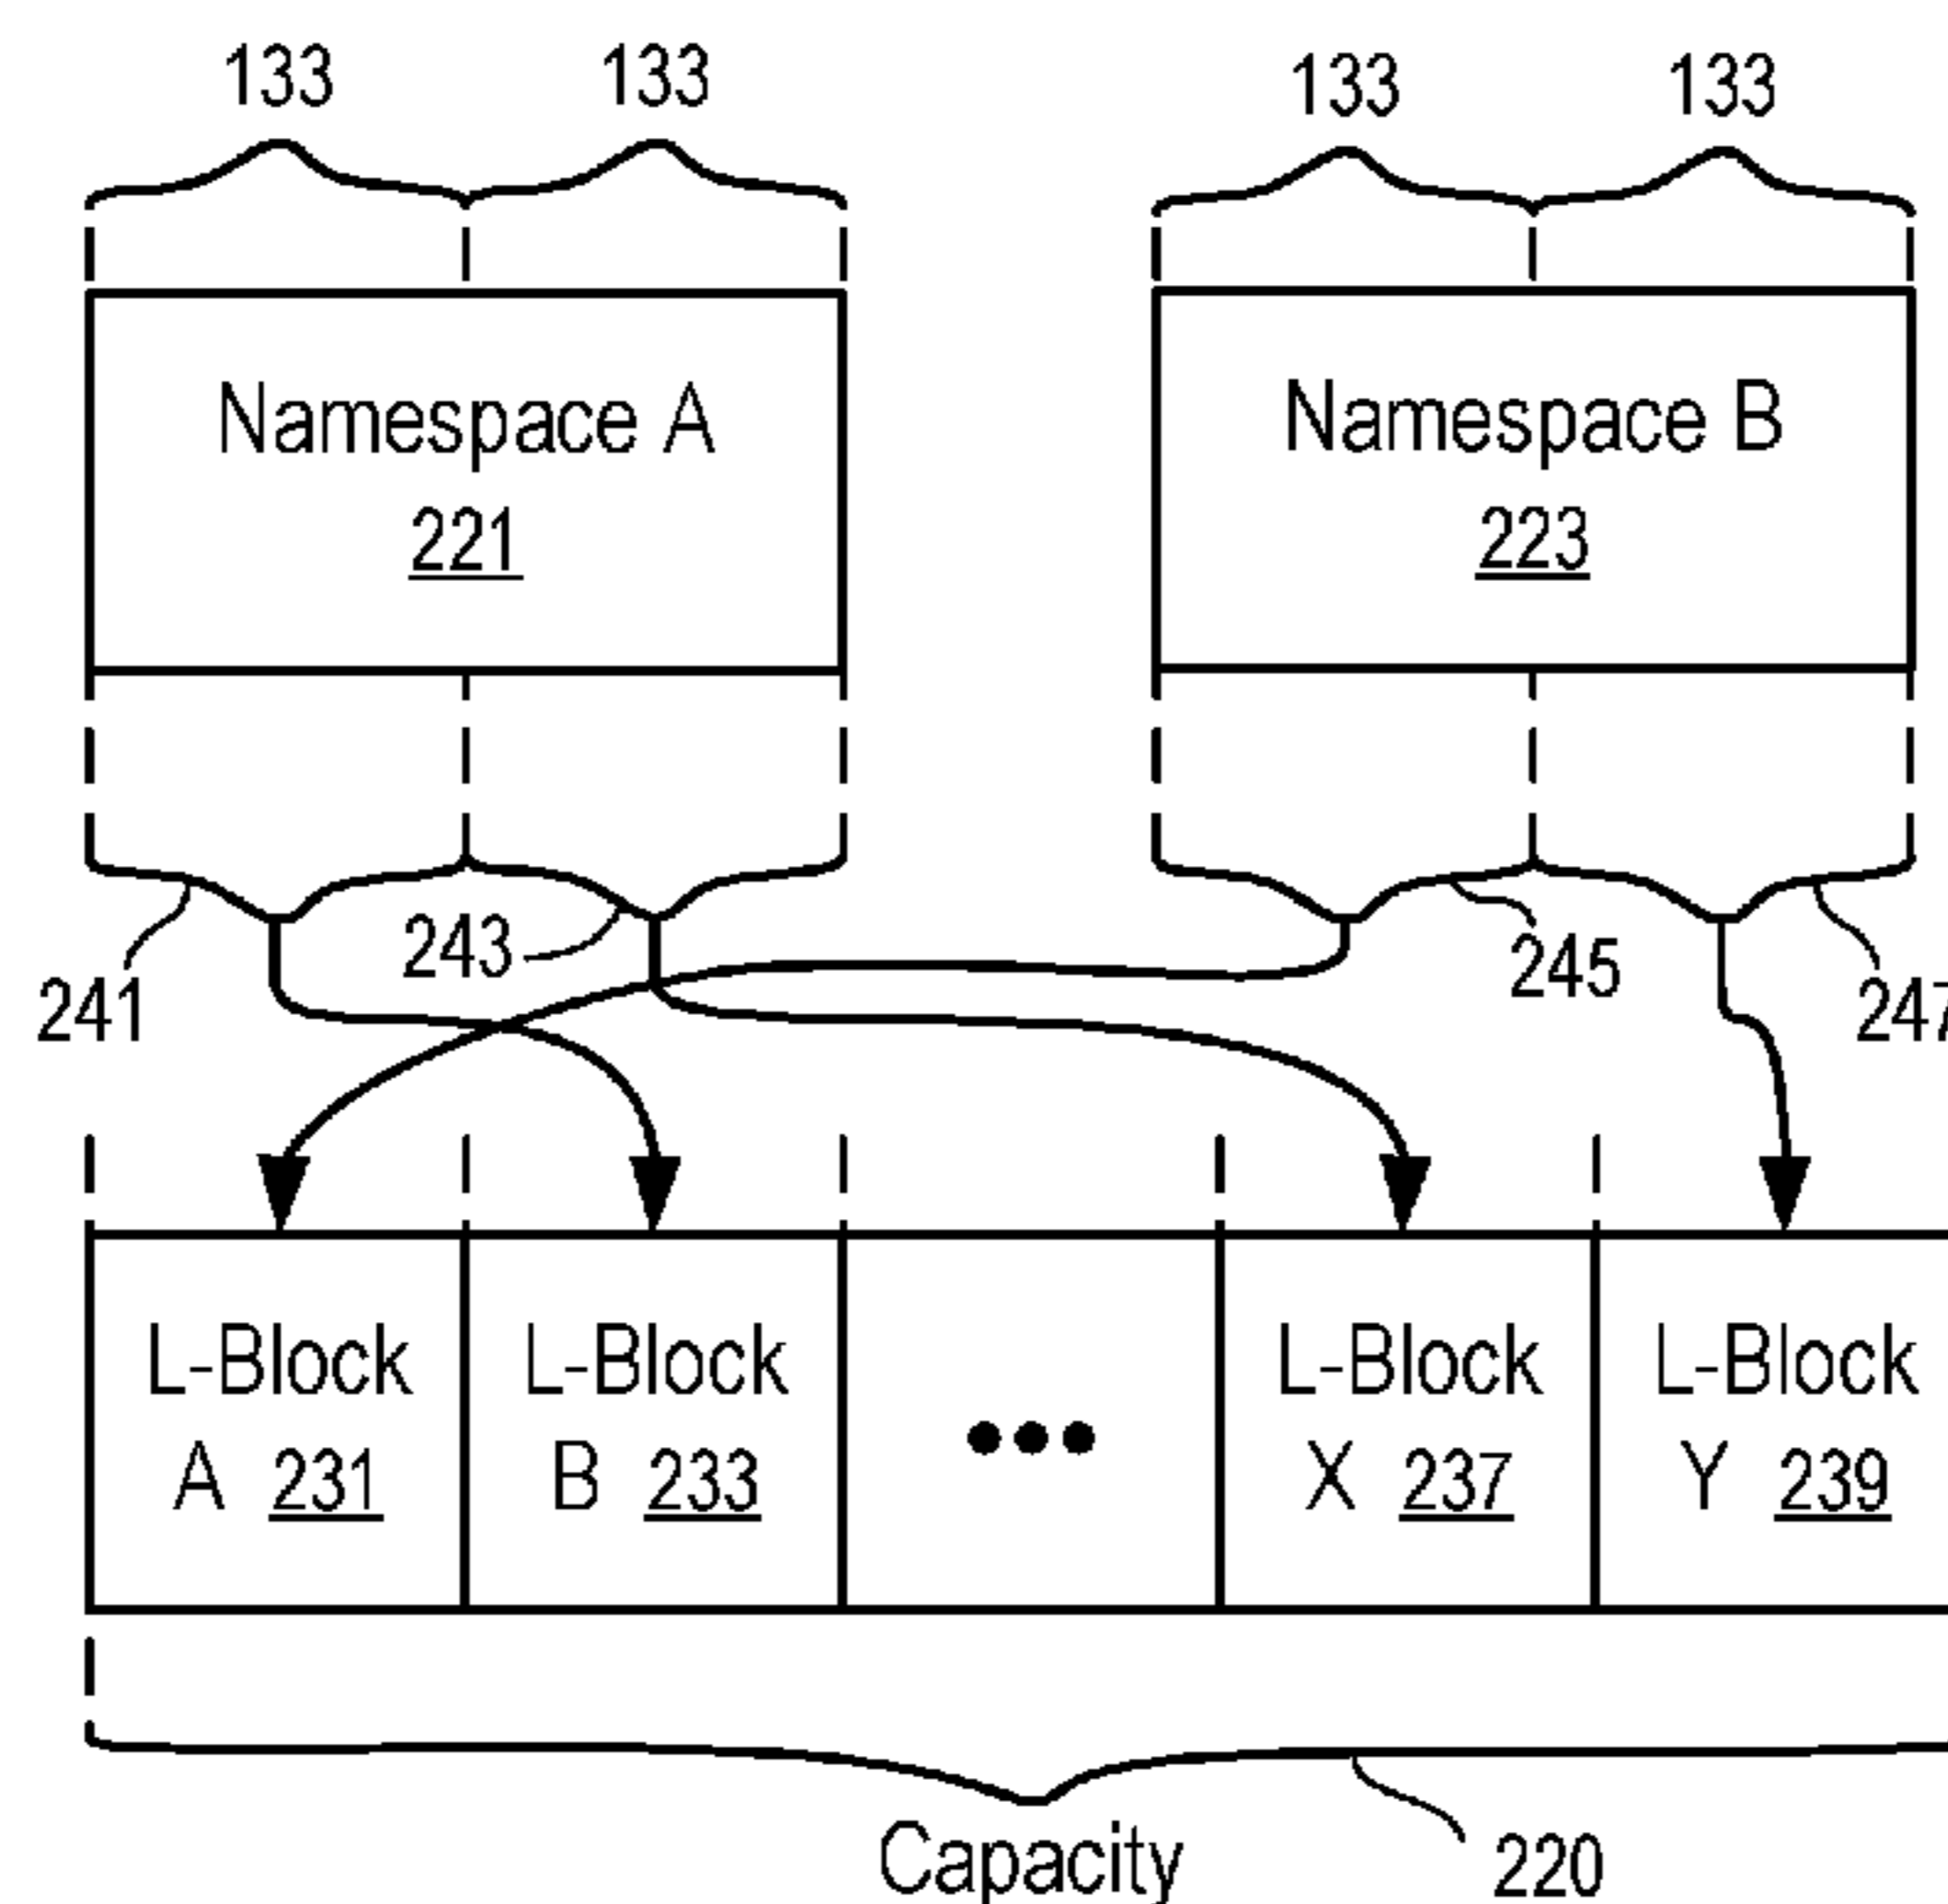 133 133 133 133
Namespace A Namespace B
221 223
243 245
241 247
L-Block L-Block L-Block L-Block
A 231 B 233 ••• X 237 Y 239
Capacity 220